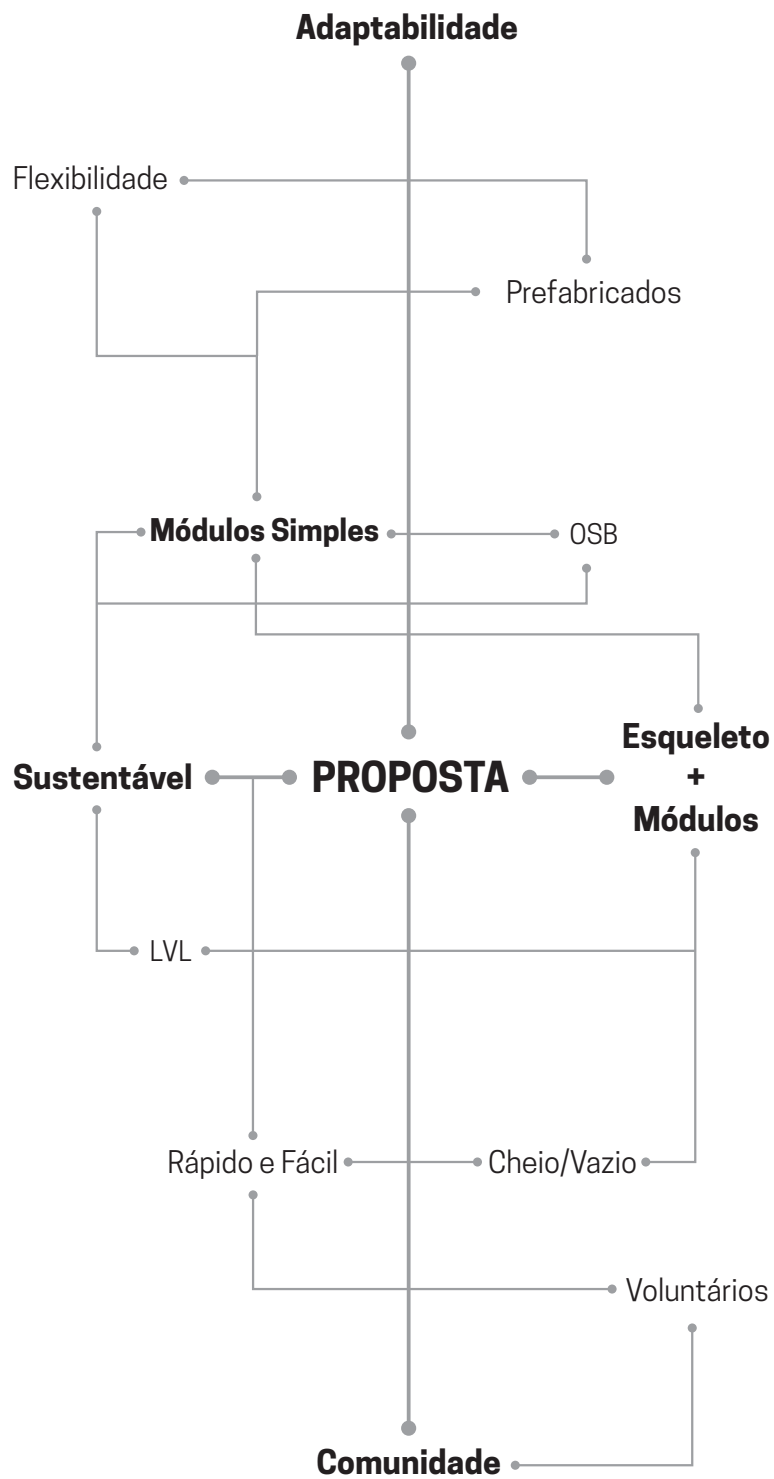 Adaptabilidade
Flexibilidade
Prefabricados
Módulos Simples
OSB
Sustentável
PROPOSTA
Esqueleto
+
Módulos
LVL
Rápido e Fácil
Cheio/Vazio
Voluntários
Comunidade